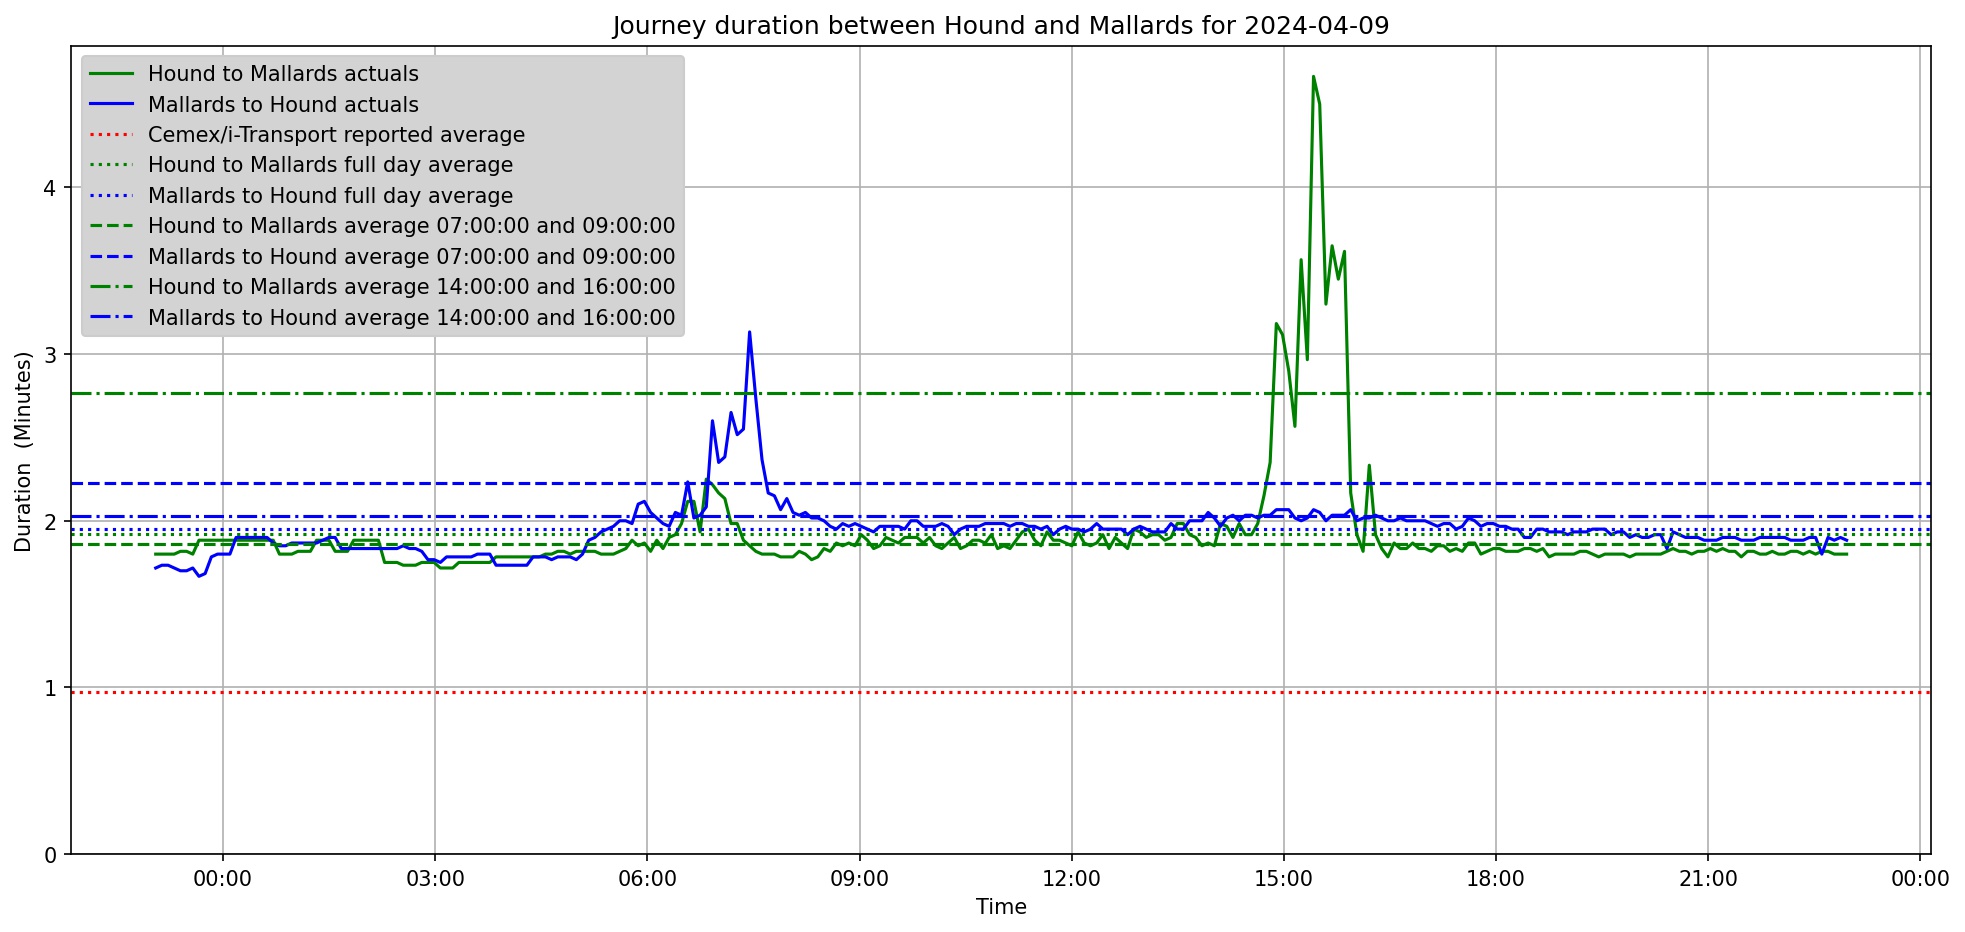 Journey duration between Hound and Mallards for 2024-04-09
Hound to Mallards actuals
Mallards to Hound actuals
Cemex/i-Transport reported average
Hound to Mallards full day average
Mallards to Hound full day average
Hound to Mallards average 07:00:00 and 09:00:00
Mallards to Hound average 07:00:00 and 09:00:00
Hound to Mallards average 14:00:00 and 16:00:00
Mallards to Hound average 14:00:00 and 16:00:00
Duration (Minutes)
4
3
2
1
0
00:00 03:00 06:00 09:00 12:00 15:00 18:00 21:00 00:00
Time